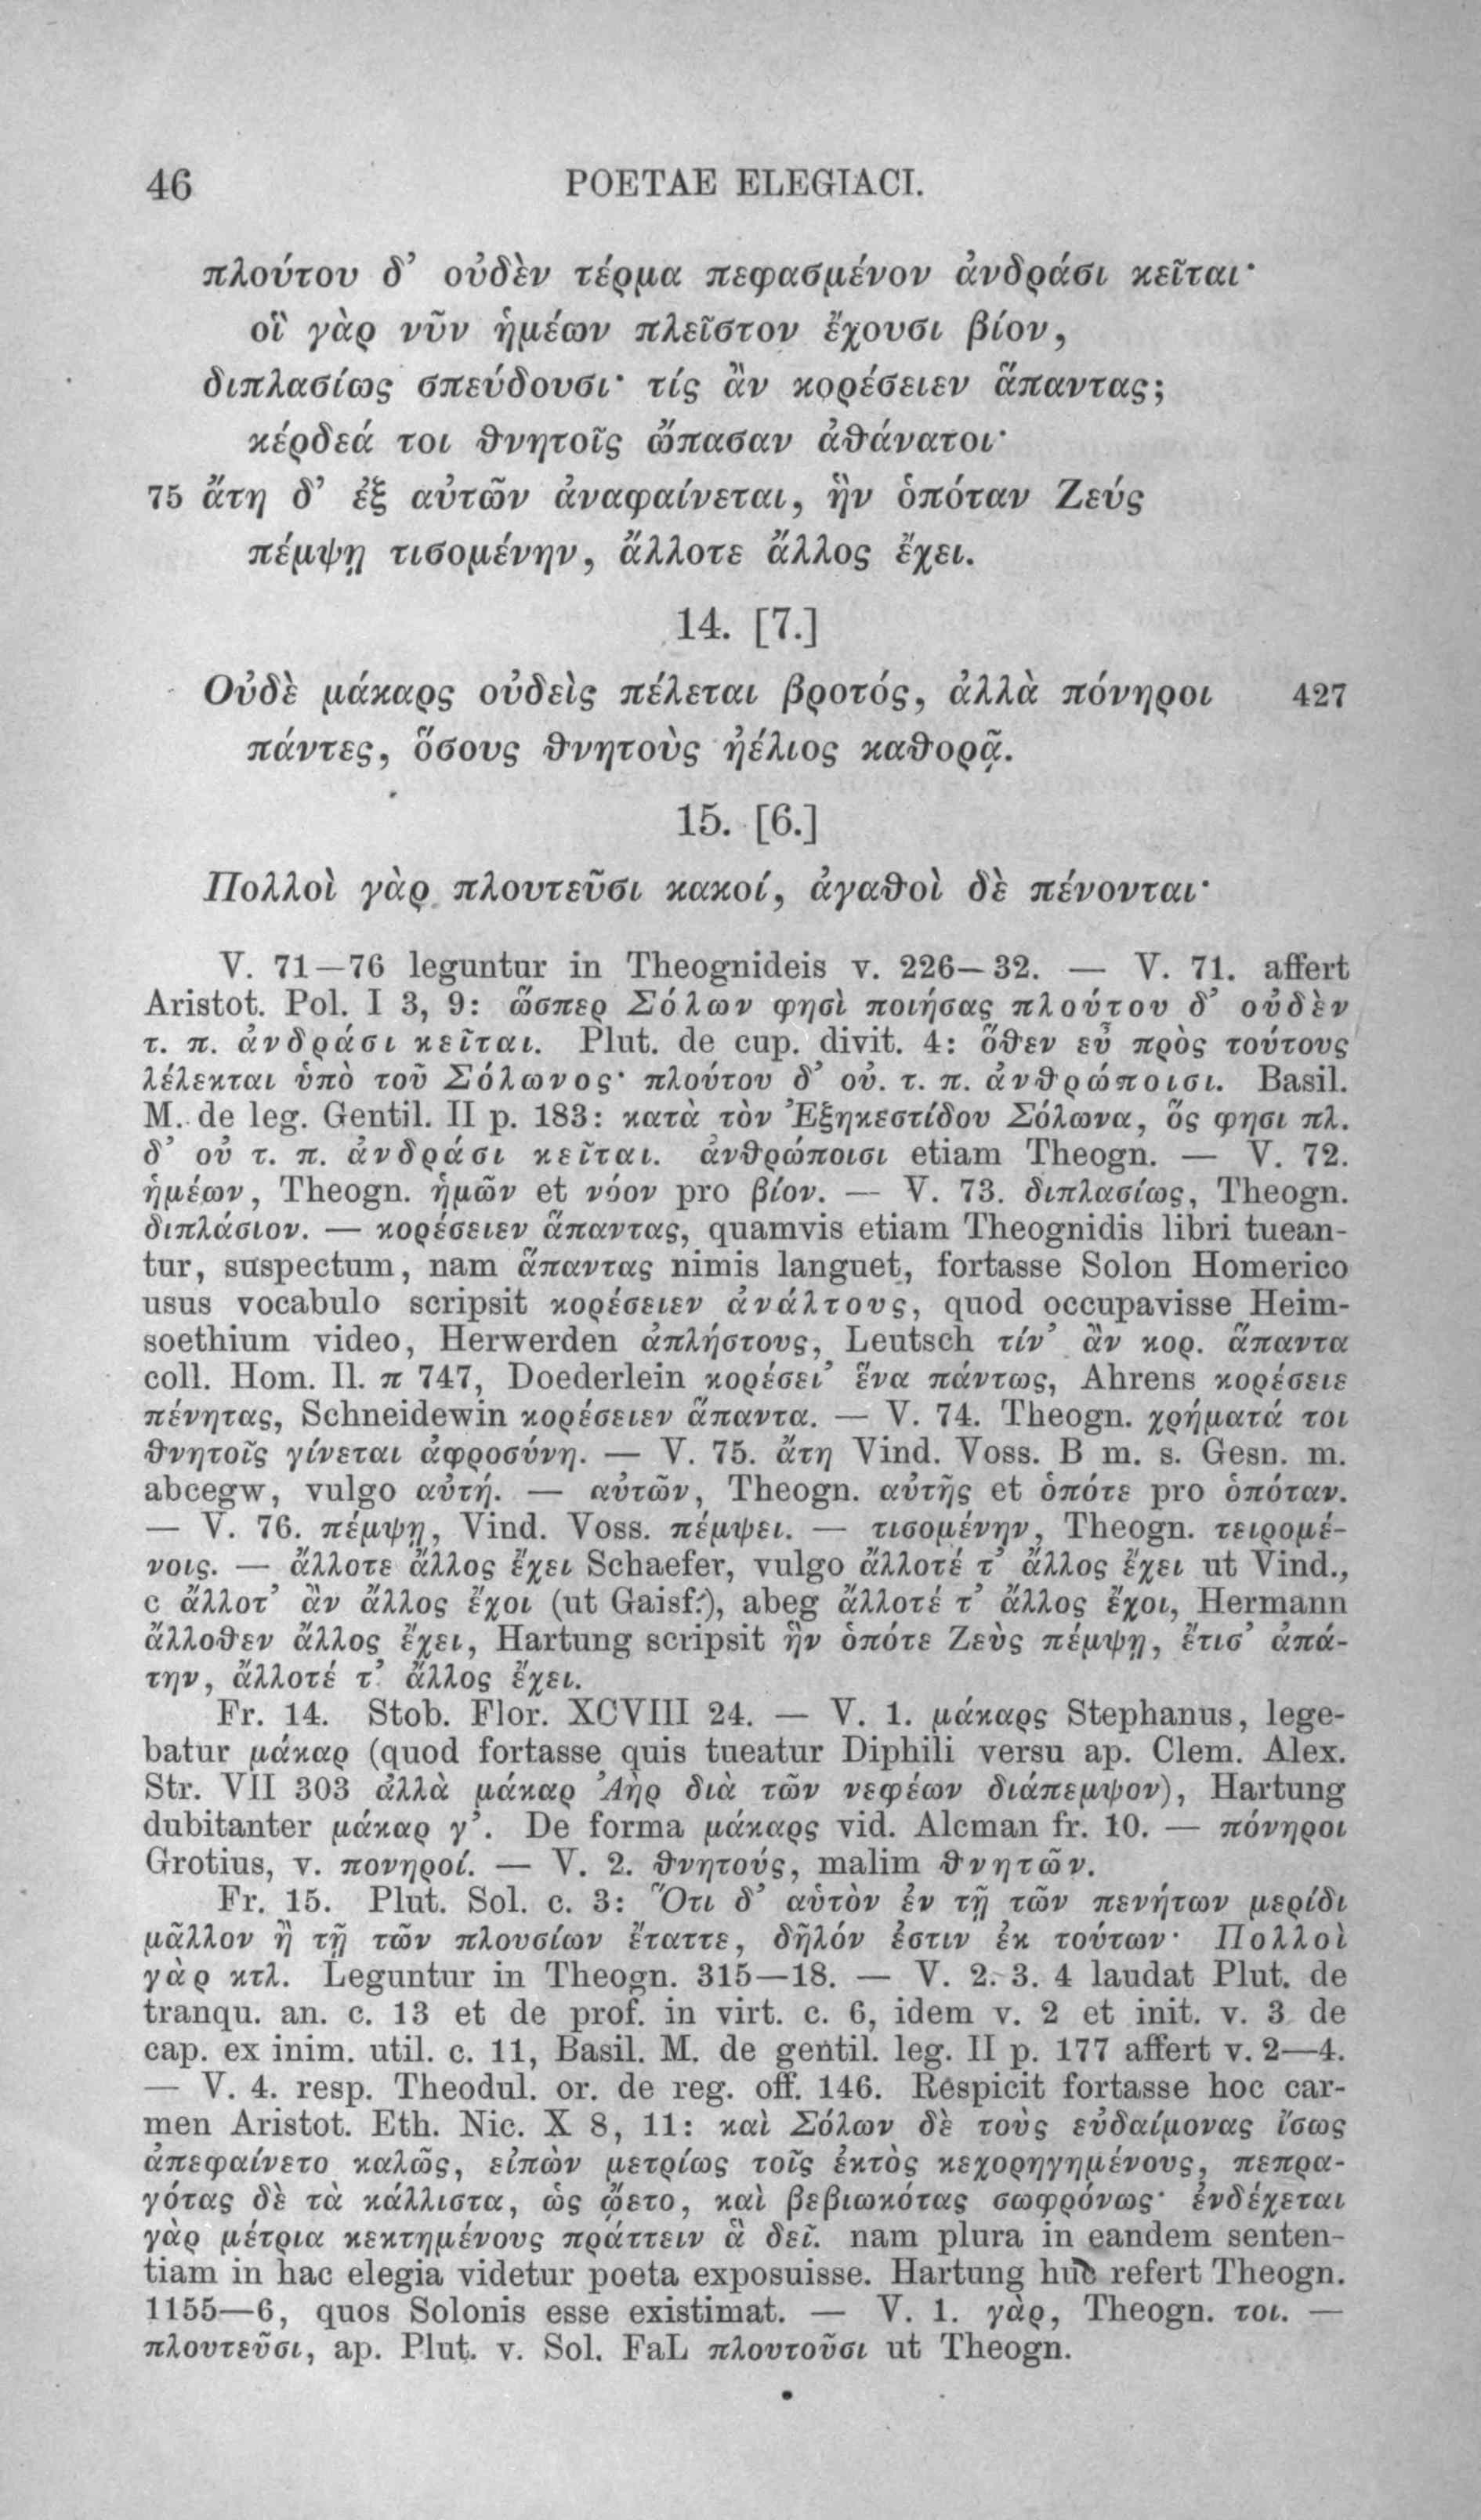 46 POETAE ELEGIACI.
πλούτου δ’ οὐδὲν τέρμα πεφασμένον ἀνδράσι κεῖται·
οἳ γὰρ νῦν ἡμέων πλεῖστον ἔχουσι βίον,
διπλασίως σπεύδουσι· τίς ἂν κορέσειεν ἅπαντας;
κέρδεά τοι θνητοῖς ὤπασαν ἀθάνατοι·
75 ἄτη δ’ ἐξ αὐτῶν ἀναφαίνεται, ἣν ὁπόταν Ζεύς
πέμψῃ τισομένην, ἄλλοτε ἄλλος ἔχει.
14. [7.]
Οὐδὲ μάκαρς οὐδεὶς πέλεται βροτός, ἀλλὰ πόνηροι 427
πάντες, ὅσους θνητοὺς ἠέλιος καθορᾷ.
15. [6.]
Πολλοὶ γὰρ πλουτεῦσι κακοί, ἀγαθοὶ δὲ πένονται·
V. 71—76 leguntur in Theognideis v. 226—32. — V. 71. affert
Aristot. Pol. I 3, 9: ὥσπερ Σόλων φησὶ ποιήσας πλούτου δ’ οὐδὲν
τ. π. ἀνδράσι κεῖται. Plut. de cup. divit. 4: ὅθεν εὖ πρὸς τούτους
λέλεκται ὑπὸ τοῦ Σόλωνος· πλούτου δ’ οὐ. τ. π. ἀνθρώποισι. Basil.
M. de leg. Gentil. II p. 183: κατὰ τὸν Ἐξηκεστίδου Σόλωνα, ὅς φησι πλ.
δ’ οὐ τ. π. ἀνδράσι κεῖται. ἀνθρώποισι etiam Theogn. — V. 72.
ἡμέων, Theogn. ἡμῶν et νόον pro βίον. — V. 73. διπλασίως, Theogn.
διπλάσιον. — κορέσειεν ἅπαντας, quamvis etiam Theognidis libri tuean-
tur, suspectum, nam ἅπαντας nimis languet, fortasse Solon Homerico
usus vocabulo scripsit κορέσειεν ἀνάλτους, quod occupavisse Heim-
soethium video, Herwerden ἀπλήστους, Leutsch τίν’ ἂν κορ. ἅπαντα
coll. Hom. Il. π 747, Doederlein κορέσει’ ἕνα πάντως, Ahrens κορέσειε
πένητας, Schneidewin κορέσειεν ἅπαντα. — V. 74. Theogn. χρήματά τοι
θνητοῖς γίνεται ἀφροσύνη. — V. 75. ἄτη Vind. Voss. B m. s. Gesn. m.
abcegw, vulgo αὐτή. — αὐτῶν, Theogn. αὐτῆς et ὁπότε pro ὁπόταν.
— V. 76. πέμψῃ, Vind. Voss. πέμψει. — τισομένην, Theogn. τειρομέ-
νοις. — ἄλλοτε ἄλλος ἔχει Schaefer, vulgo ἄλλοτέ τ’ ἄλλος ἔχει ut Vind.,
c ἄλλοτ’ ἂν ἄλλος ἔχοι (ut Gaisf.), abeg ἄλλοτέ τ’ ἄλλος ἔχοι, Hermann
ἄλλοθεν ἄλλος ἔχει, Hartung scripsit ἢν ὁπότε Ζεὺς πέμψῃ, ἔτισ’ ἀπά-
την, ἄλλοτέ τ’ ἄλλος ἔχει.
Fr. 14. Stob. Flor. XCVIII 24. — V. 1. μάκαρς Stephanus, lege-
batur μάκαρ (quod fortasse quis tueatur Diphili versu ap. Clem. Alex.
Str. VII 303 ἀλλὰ μάκαρ Ἀὴρ διὰ τῶν νεφέων διάπεμψον), Hartung
dubitanter μάκαρ γ’. De forma μάκαρς vid. Alcman fr. 10. — πόνηροι
Grotius, v. πονηροί. — V. 2. θνητούς, malim θνητῶν.
Fr. 15. Plut. Sol. c. 3: Ὅτι δ’ αὑτὸν ἐν τῇ τῶν πενήτων μερίδι
μᾶλλον ἢ τῇ τῶν πλουσίων ἔταττε, δῆλόν ἐστιν ἐκ τούτων· Πολλοὶ
γὰρ κτλ. Leguntur in Theogn. 315—18. — V. 2. 3. 4 laudat Plut. de
tranqu. an. c. 13 et de prof. in virt. c. 6, idem v. 2 et init. v. 3 de
cap. ex inim. util. c. 11, Basil. M. de gentil. leg. II p. 177 affert v. 2—4.
— V. 4. resp. Theodul. or. de reg. off. 146. Respicit fortasse hoc car-
men Aristot. Eth. Nic. X 8, 11: καὶ Σόλων δὲ τοὺς εὐδαίμονας ἴσως
ἀπεφαίνετο καλῶς, εἰπὼν μετρίως τοῖς ἐκτὸς κεχορηγημένους, πεπρα-
γότας δὲ τὰ κάλλιστα, ὡς ᾤετο, καὶ βεβιωκότας σωφρόνως· ἐνδέχεται
γὰρ μέτρια κεκτημένους πράττειν ἃ δεῖ. nam plura in eandem senten-
tiam in hac elegia videtur poeta exposuisse. Hartung huc refert Theogn.
1155—6, quos Solonis esse existimat. — V. 1. γὰρ, Theogn. τοι. —
πλουτεῦσι, ap. Plut. v. Sol. FaL πλουτοῦσι ut Theogn.